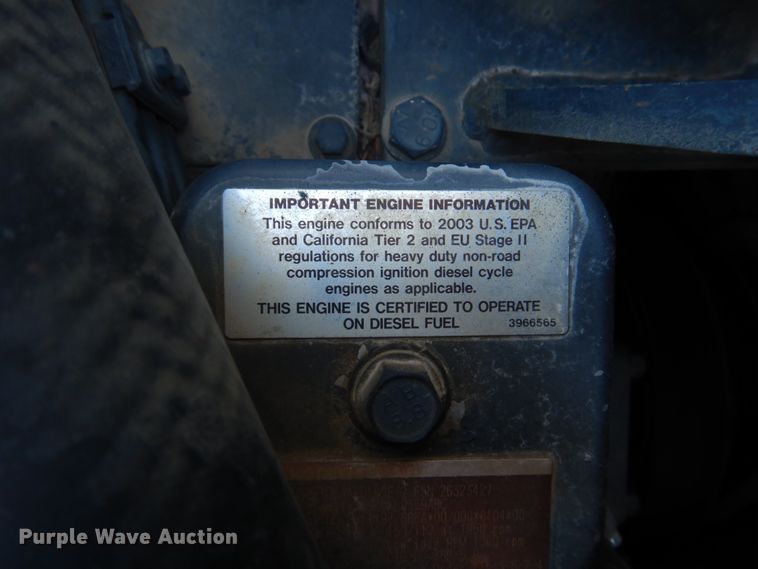 IMPORTANT ENGINE INFORMATION
This engine conforms to 2003 U.S. EPA
and California Tier 2 and EU Stage II
regulations for heavy duty non-road
compression ignition diesel cycle
engines as applicable.
THIS ENGINE IS CERTIFIED TO OPERATE
ON DIESEL FUEL 3966565
Purple Wave Auction